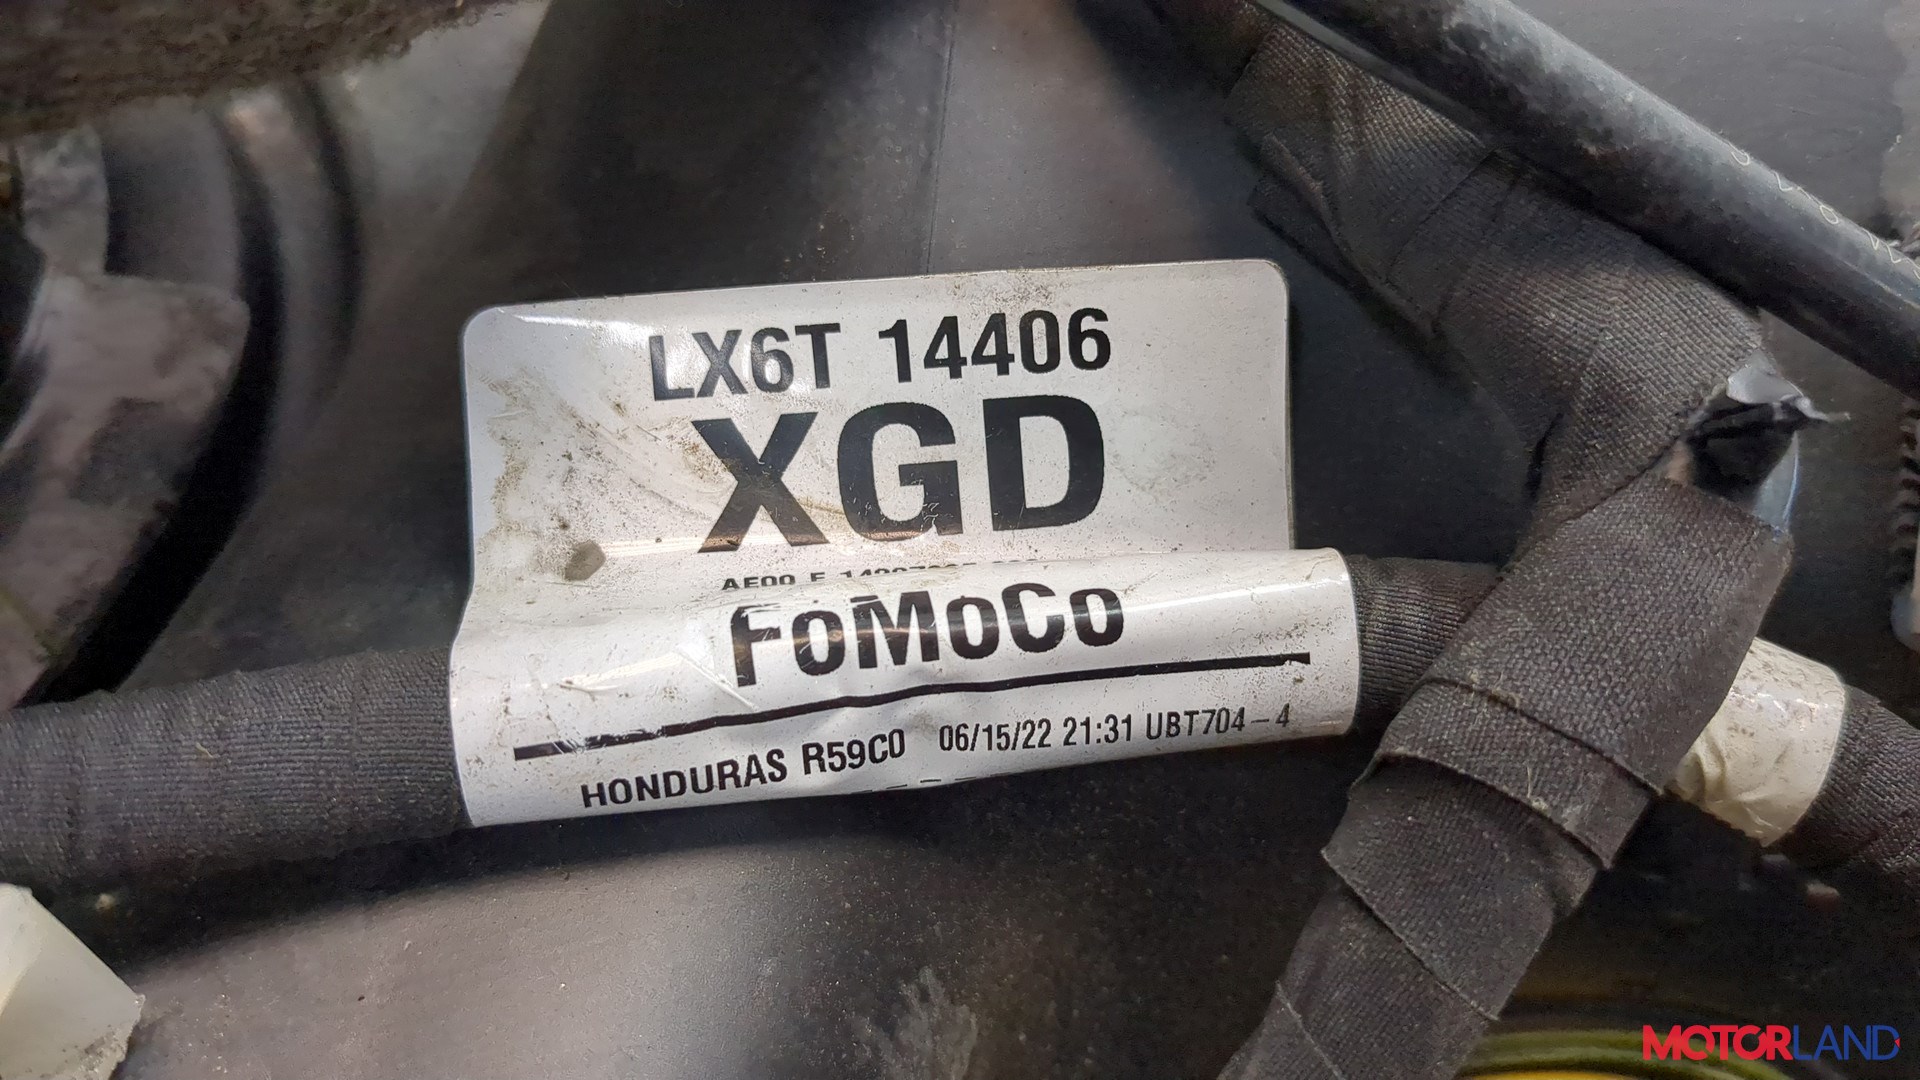 LX6T 14406
XGD
FoMoCo
HONDURAS R59C0 06/15/22 21:31 UBT704-4
MOTORLAND